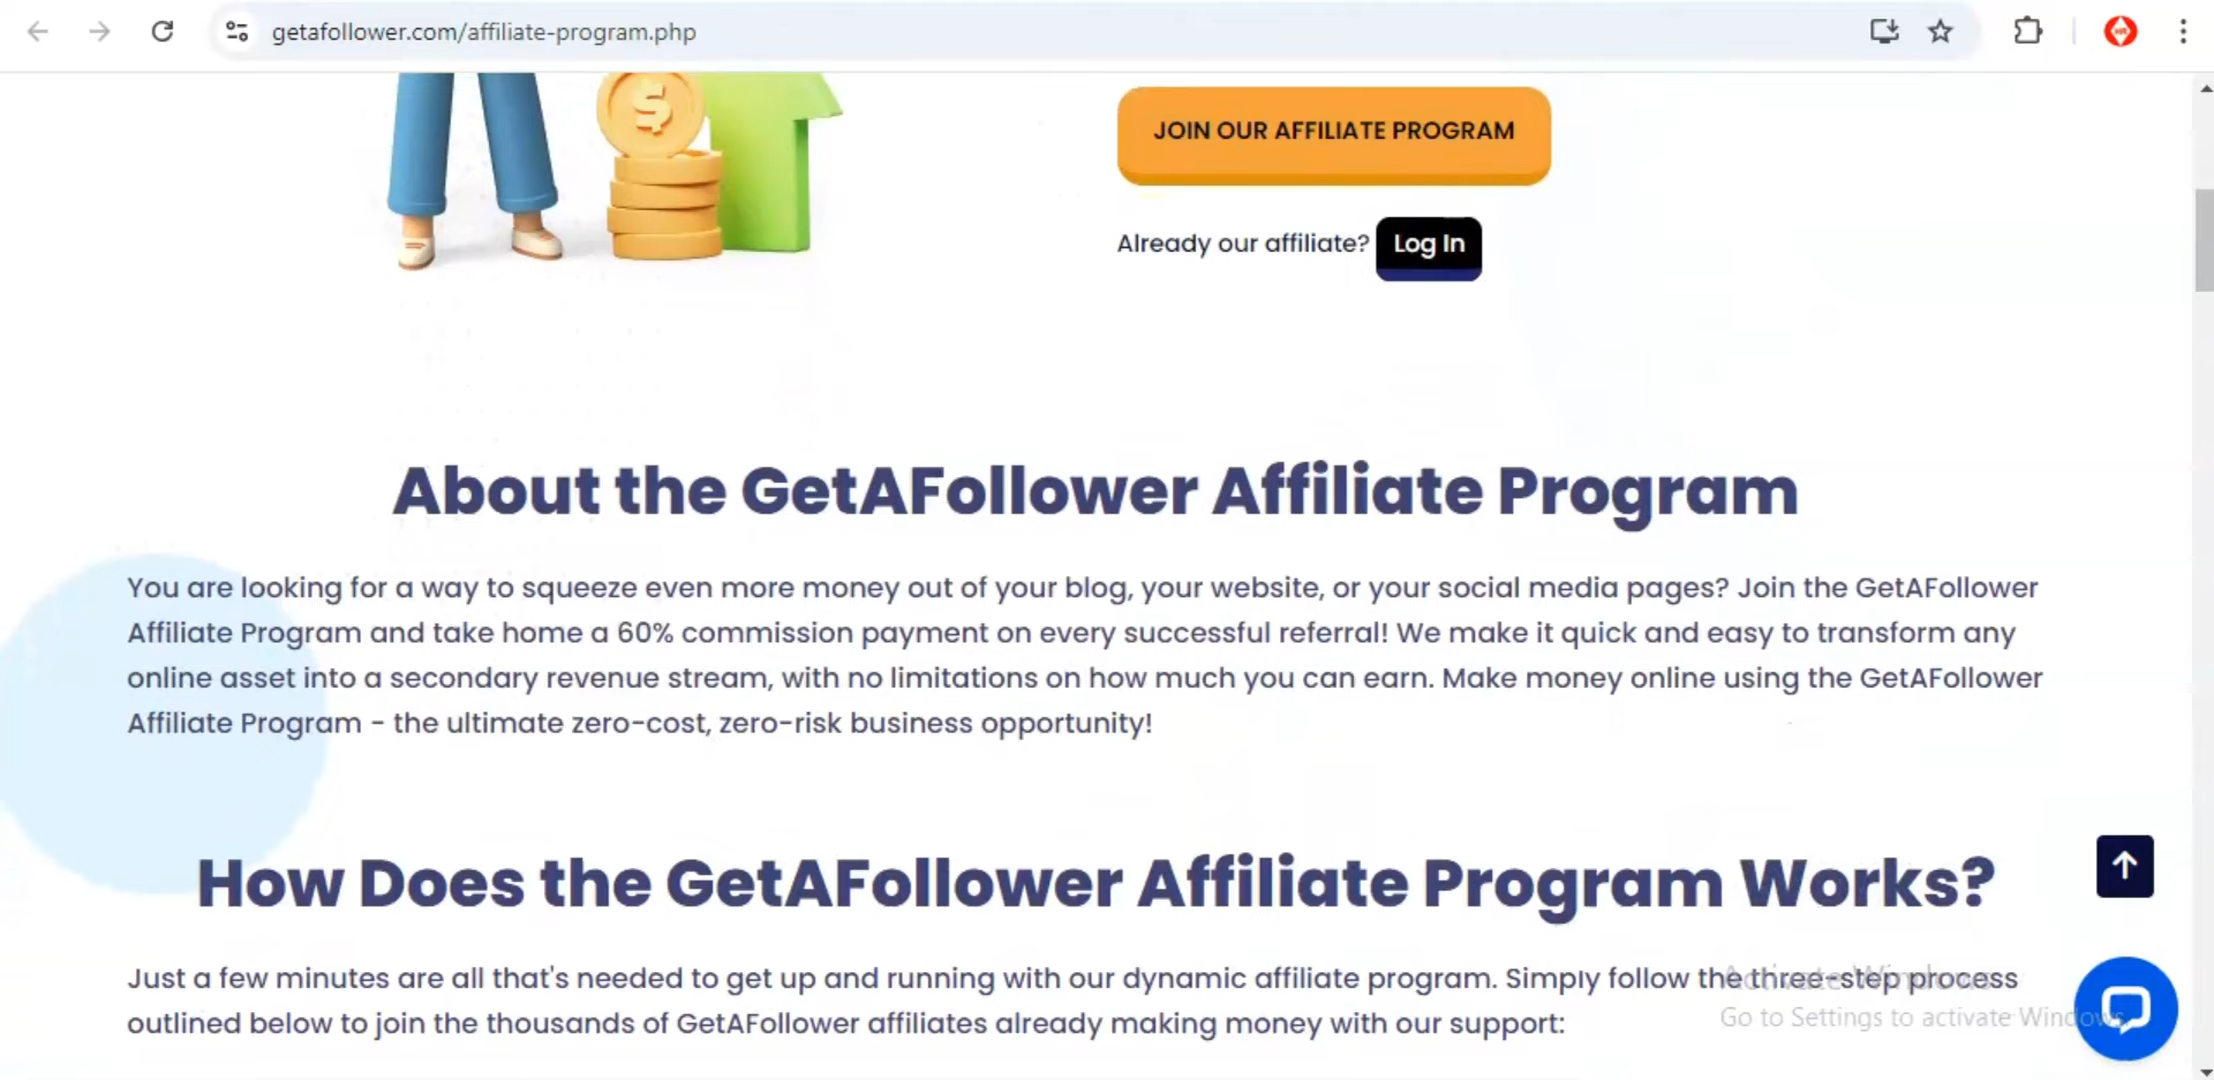 getafollower.com/affiliate-program.php
JOIN OUR AFFILIATE PROGRAM
Already our affiliate? Log In
About the GetAFollower Affiliate Program
You are looking for a way to squeeze even more money out of your blog, your website, or your social media pages? Join the GetAFollower
Affiliate Program and take home a 60% commission payment on every successful referral! We make it quick and easy to transform any
online asset into a secondary revenue stream, with no limitations on how much you can earn. Make money online using the GetAFollower
Affiliate Program - the ultimate zero-cost, zero-risk business opportunity!
How Does the GetAFollower Affiliate Program Works?
Just a few minutes are all that's needed to get up and running with our dynamic affiliate program. Simply follow the three-step process
outlined below to join the thousands of GetAFollower affiliates already making money with our support:
Activate Windows
Go to Settings to activate Windows.